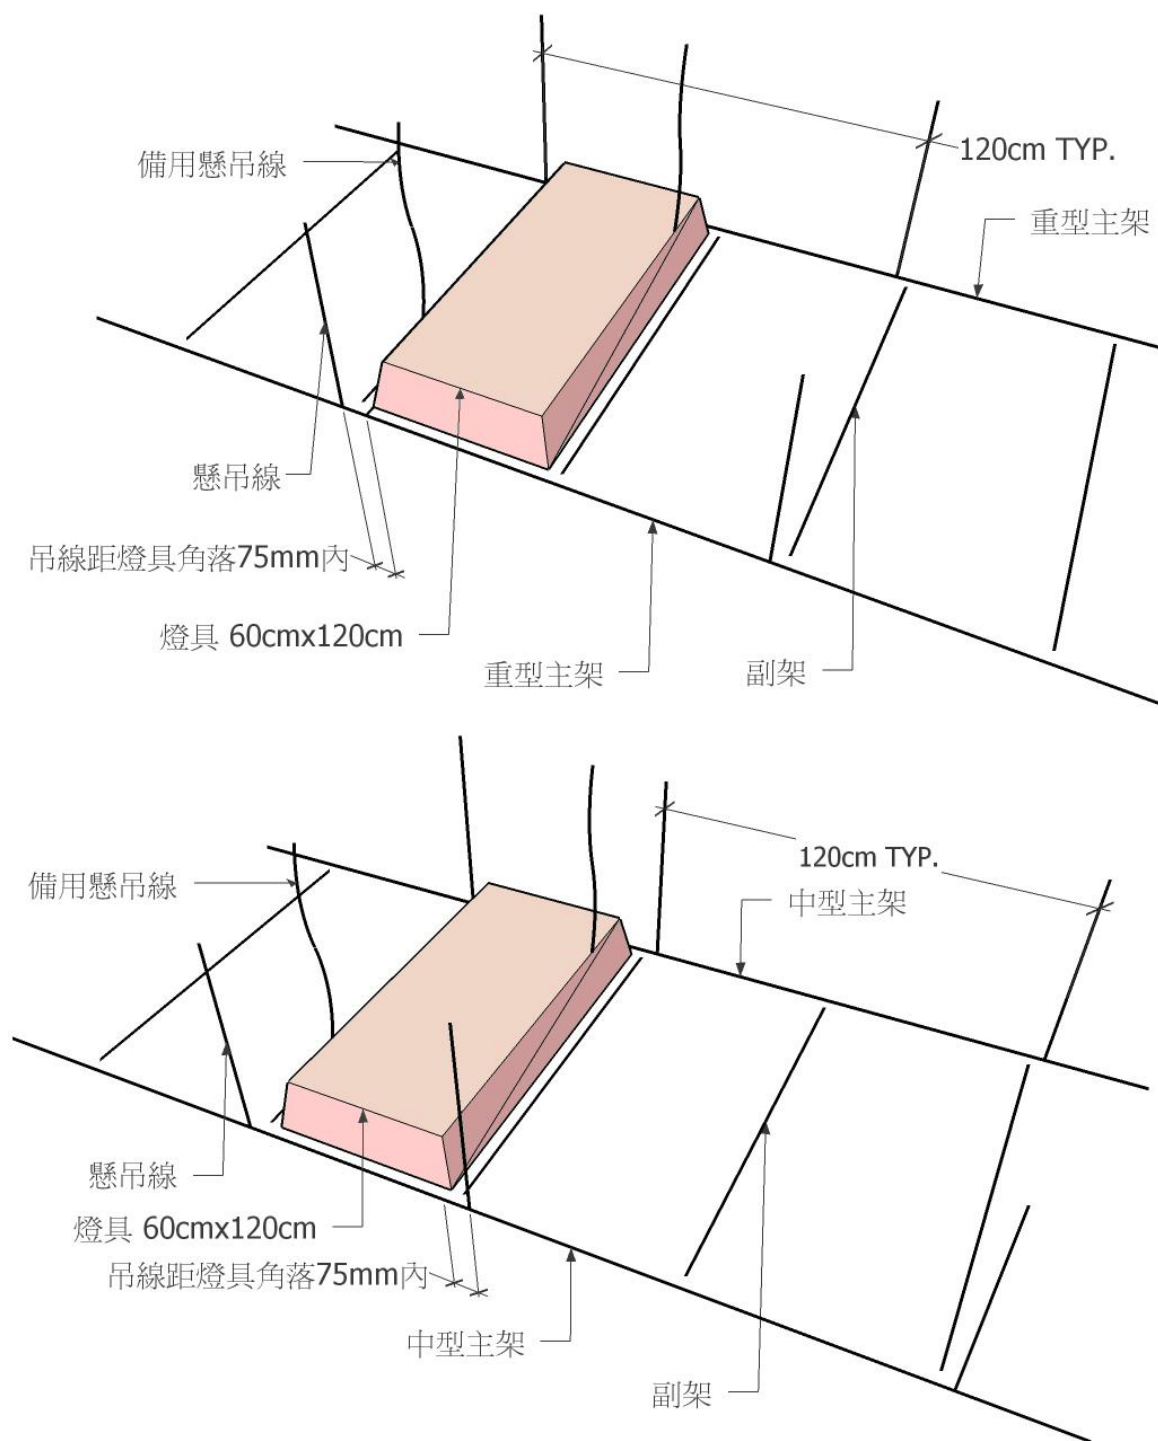 備用懸吊線
120cm TYP.
重型主架
懸吊線
吊線距燈具角落75mm內
燈具 60cmx120cm
重型主架
副架
備用懸吊線
120cm TYP.
中型主架
懸吊線
燈具 60cmx120cm
吊線距燈具角落75mm內
中型主架
副架